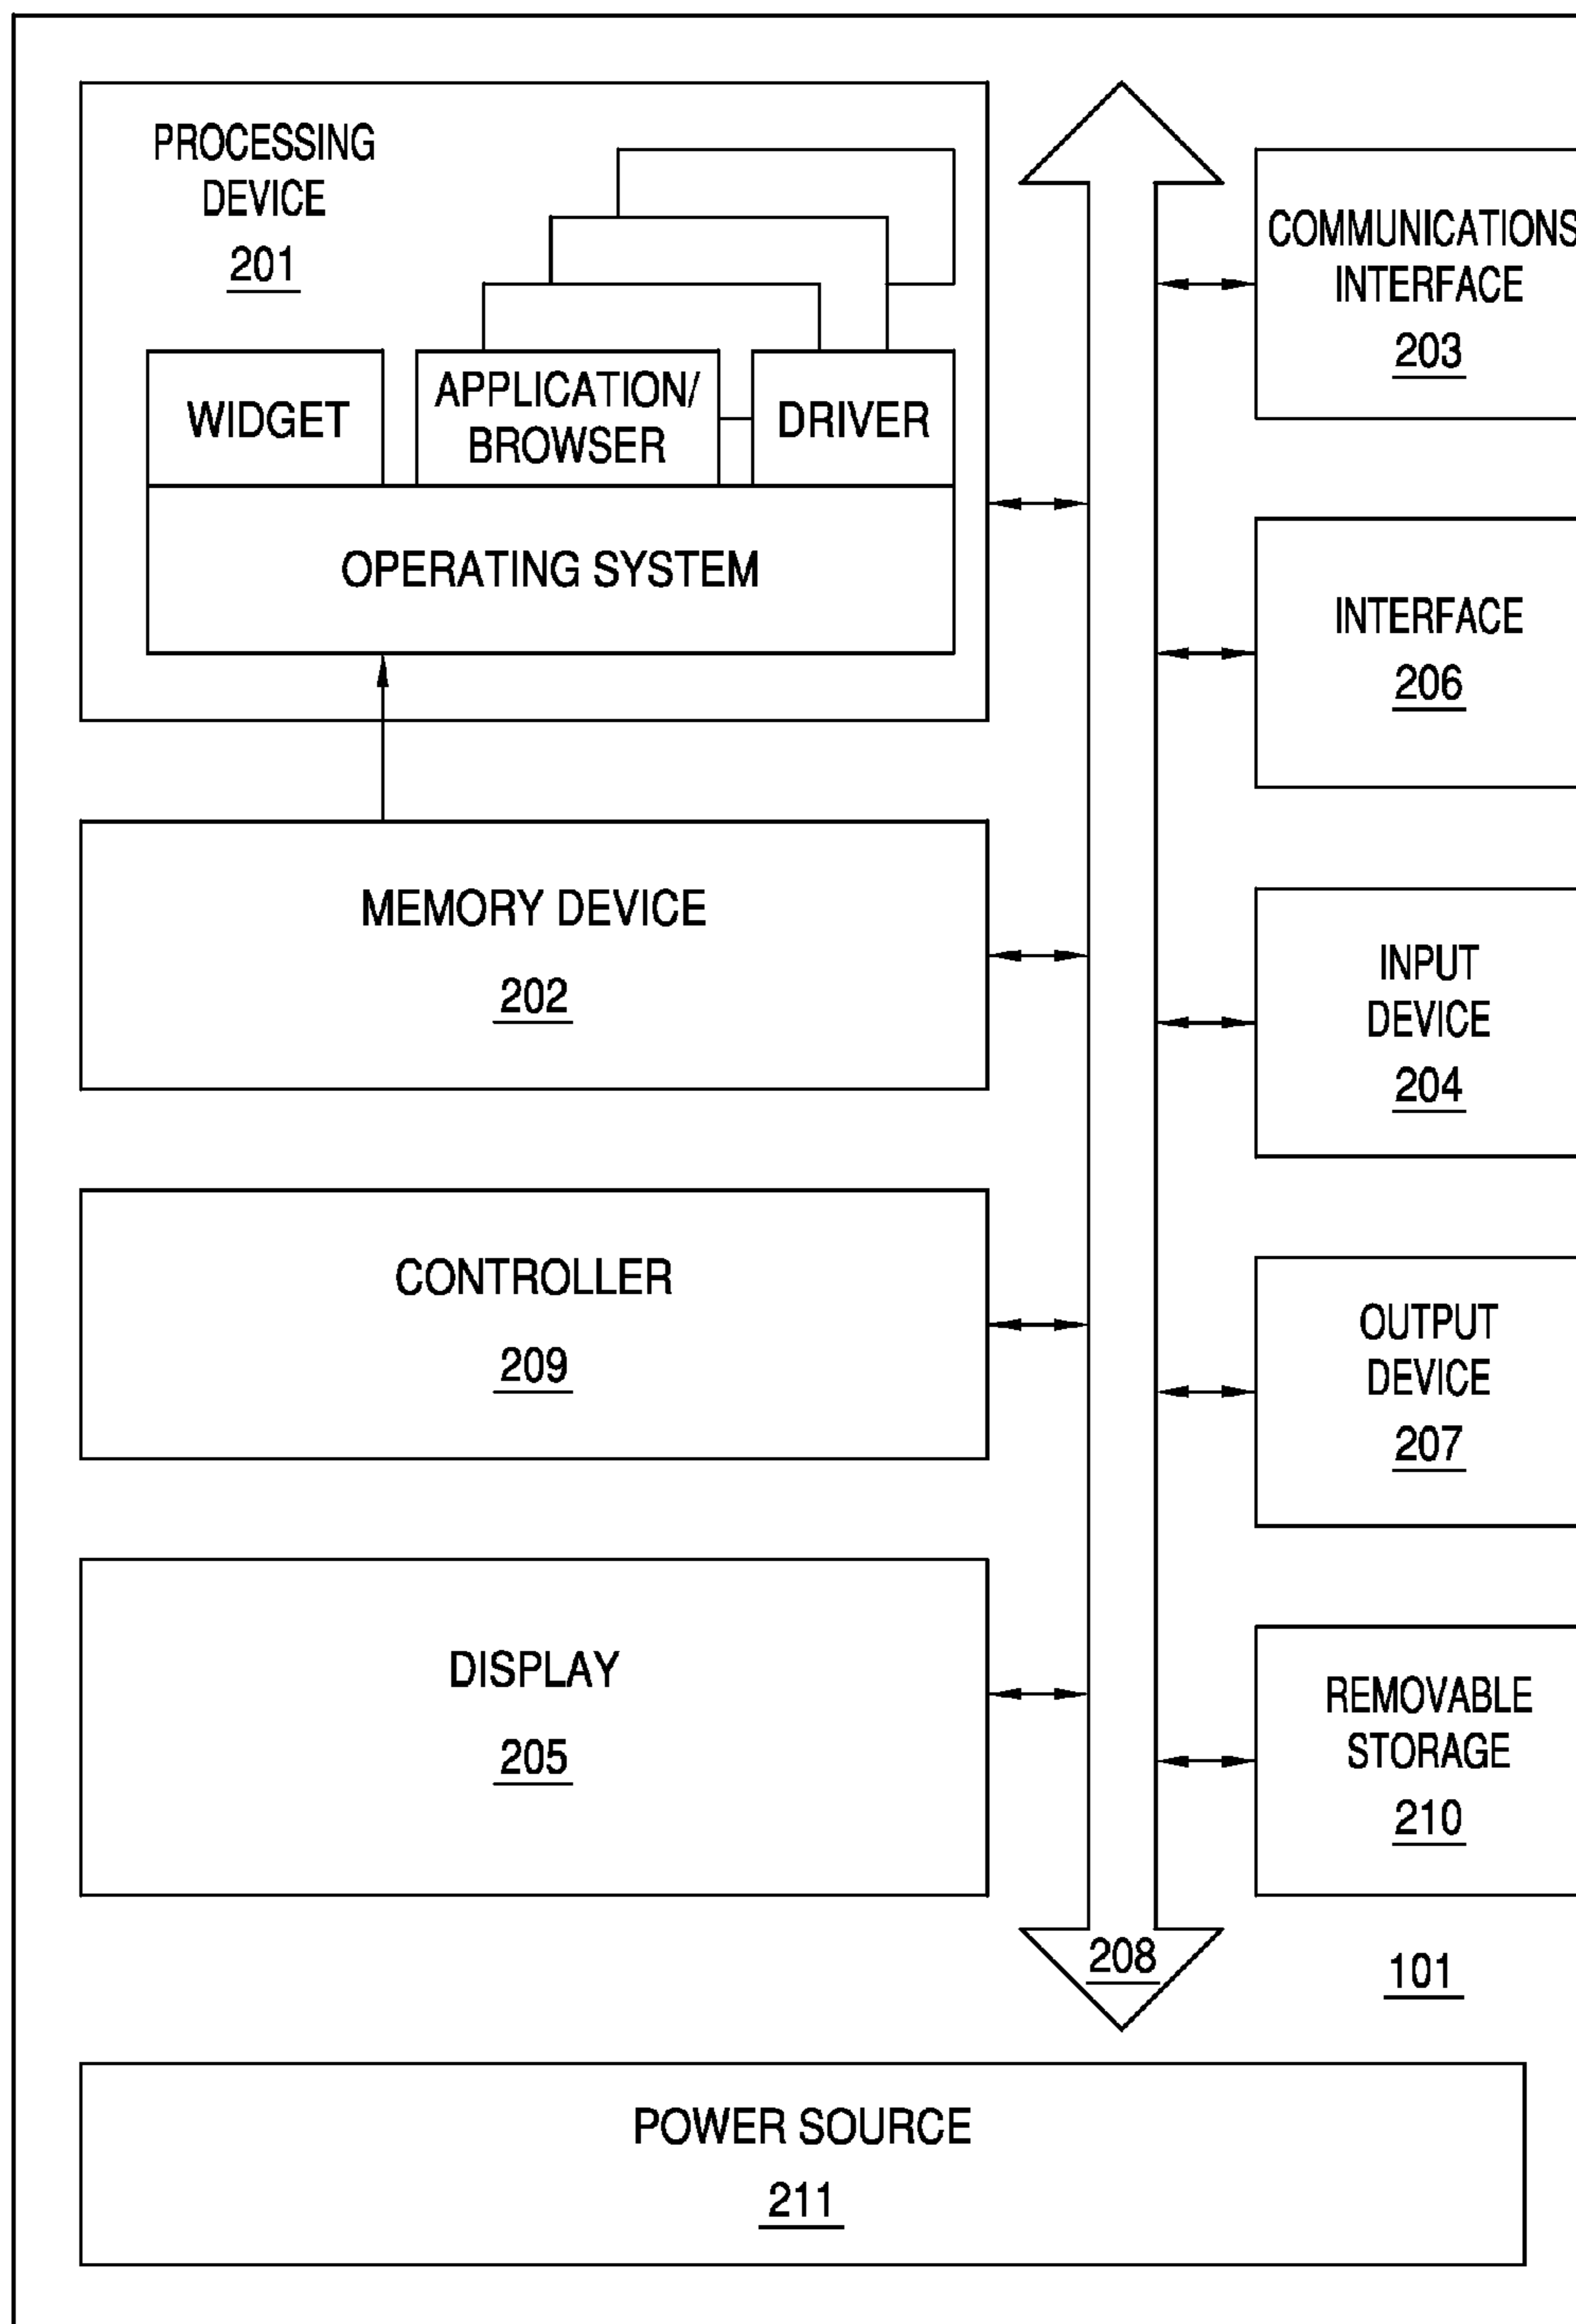 PROCESSING
DEVICE
201
WIDGET
APPLICATION/
BROWSER
DRIVER
OPERATING SYSTEM
MEMORY DEVICE
202
CONTROLLER
209
DISPLAY
205
COMMUNICATIONS
INTERFACE
203
INTERFACE
206
INPUT
DEVICE
204
OUTPUT
DEVICE
207
REMOVABLE
STORAGE
210
208
101
POWER SOURCE
211